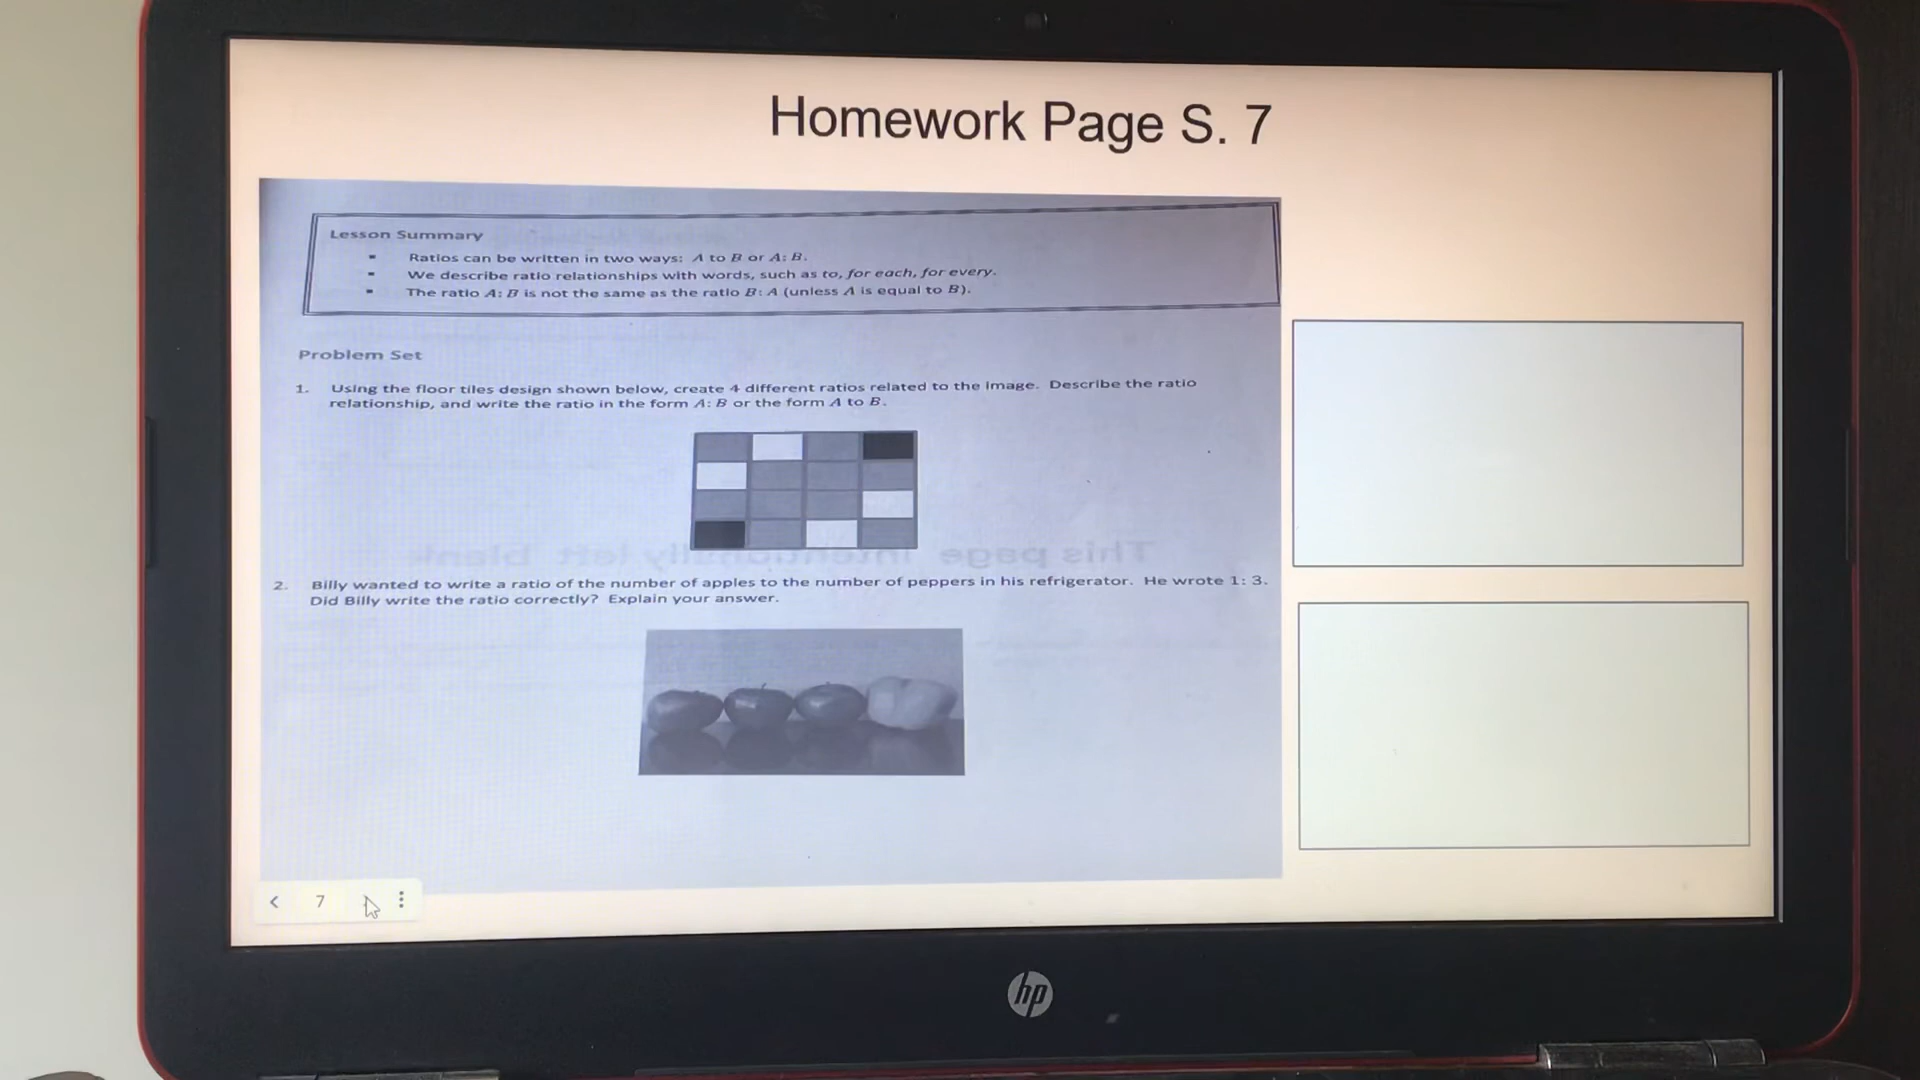 Homework Page S. 7
Lesson Summary
▪ Ratios can be written in two ways: A to B or A: B.
▪ We describe ratio relationships with words, such as to, for each, for every.
▪ The ratio A: B is not the same as the ratio B: A (unless A is equal to B).
Problem Set
1. Using the floor tiles design shown below, create 4 different ratios related to the image. Describe the ratio
relationship, and write the ratio in the form A: B or the form A to B.
This page intentionally left blank
2. Billy wanted to write a ratio of the number of apples to the number of peppers in his refrigerator. He wrote 1: 3.
Did Billy write the ratio correctly? Explain your answer.
7
hp